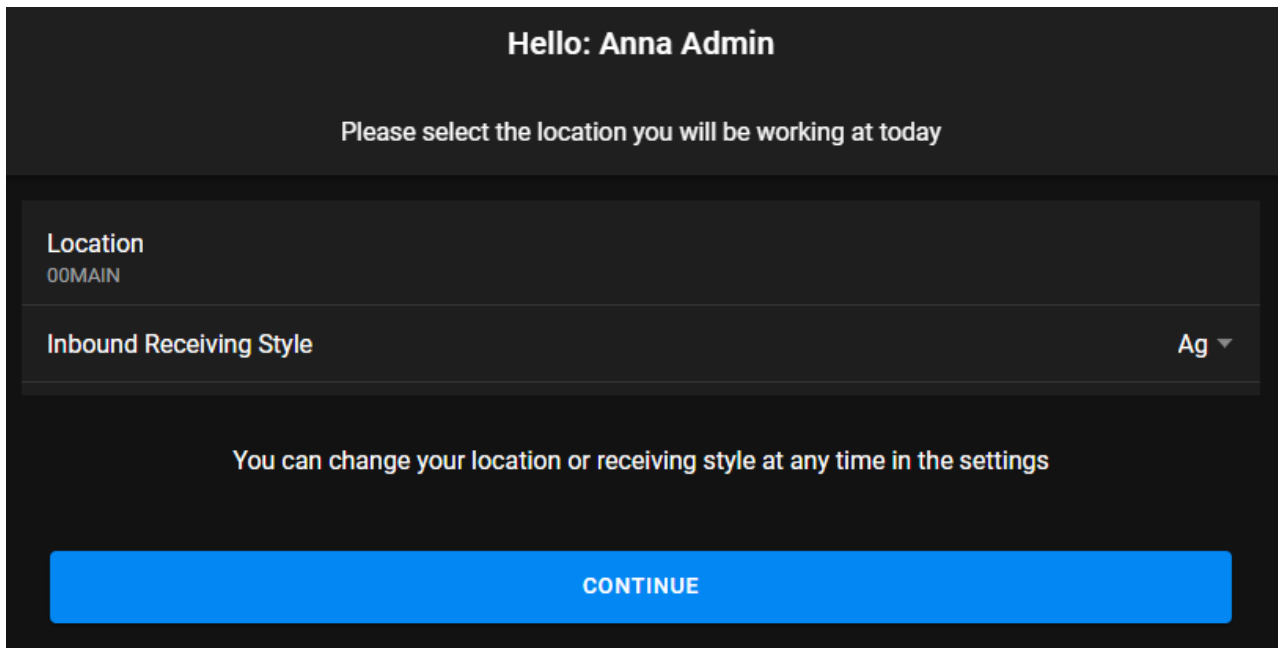 Hello: Anna Admin
Please select the location you will be working at today
Location
00MAIN
Inbound Receiving Style Ag
You can change your location or receiving style at any time in the settings
CONTINUE